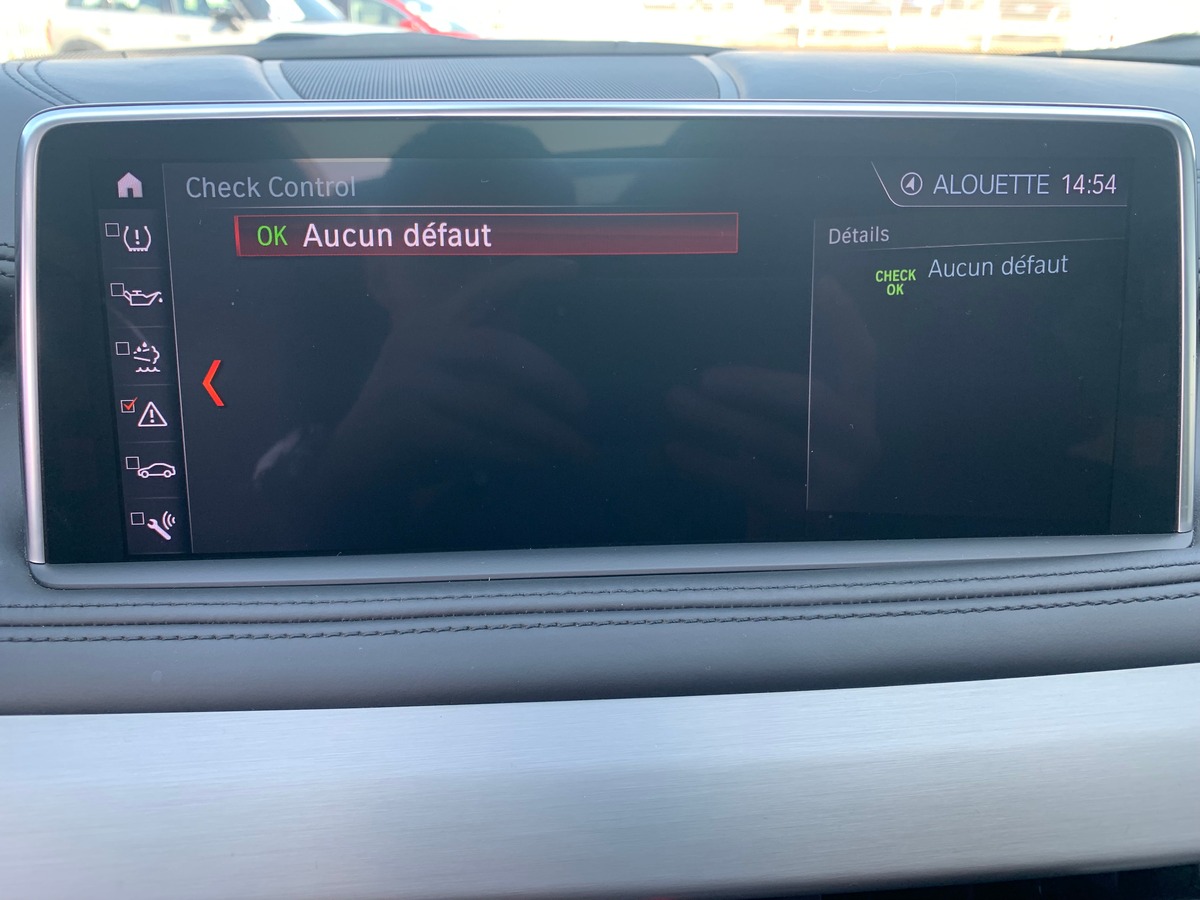 Check Control
ALOUETTE 14:54
OK Aucun défaut
Détails
CHECK OK
Aucun défaut